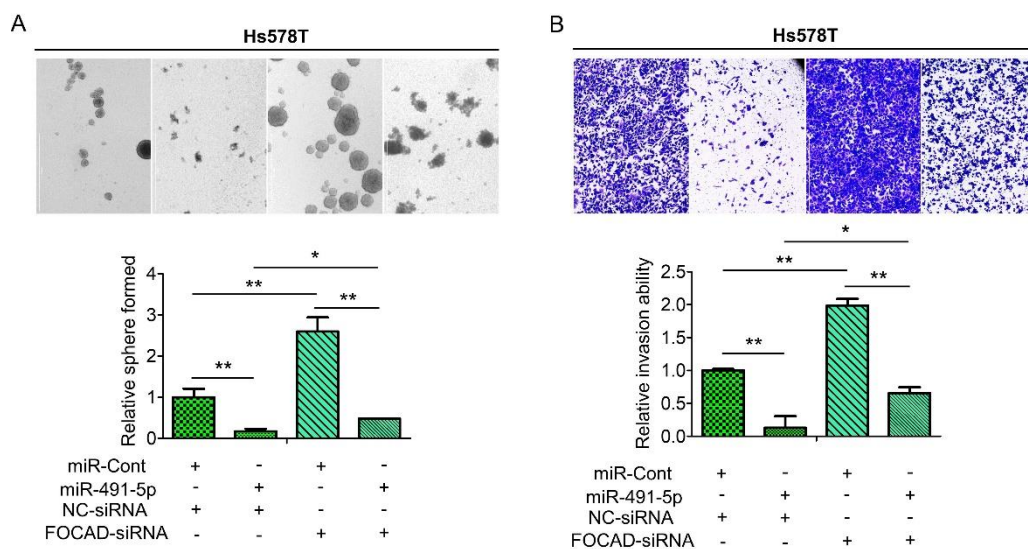 A
Hs578T
Relative sphere formed
4
3
2
1
0
*
** **
**
miR-Cont + - + -
miR-491-5p - + - +
NC-siRNA + + - -
FOCAD-siRNA - - + +
B
Hs578T
Relative invasion ability
2.5
2.0
1.5
1.0
0.5
0.0
*
** **
**
miR-Cont + - + -
miR-491-5p - + - +
NC-siRNA + + - -
FOCAD-siRNA - - + +